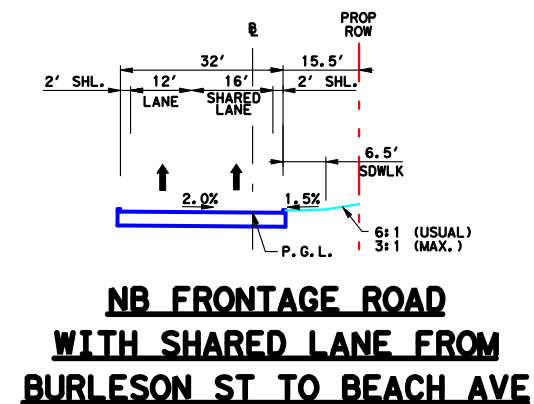 PROP
ROW
℄
32'
15.5'
2' SHL.
12'
LANE
16'
SHARED
LANE
2' SHL.
6.5'
SDWLK
2.0%
1.5%
P.G.L.
6:1 (USUAL)
3:1 (MAX.)
NB FRONTAGE ROAD
WITH SHARED LANE FROM
BURLESON ST TO BEACH AVE